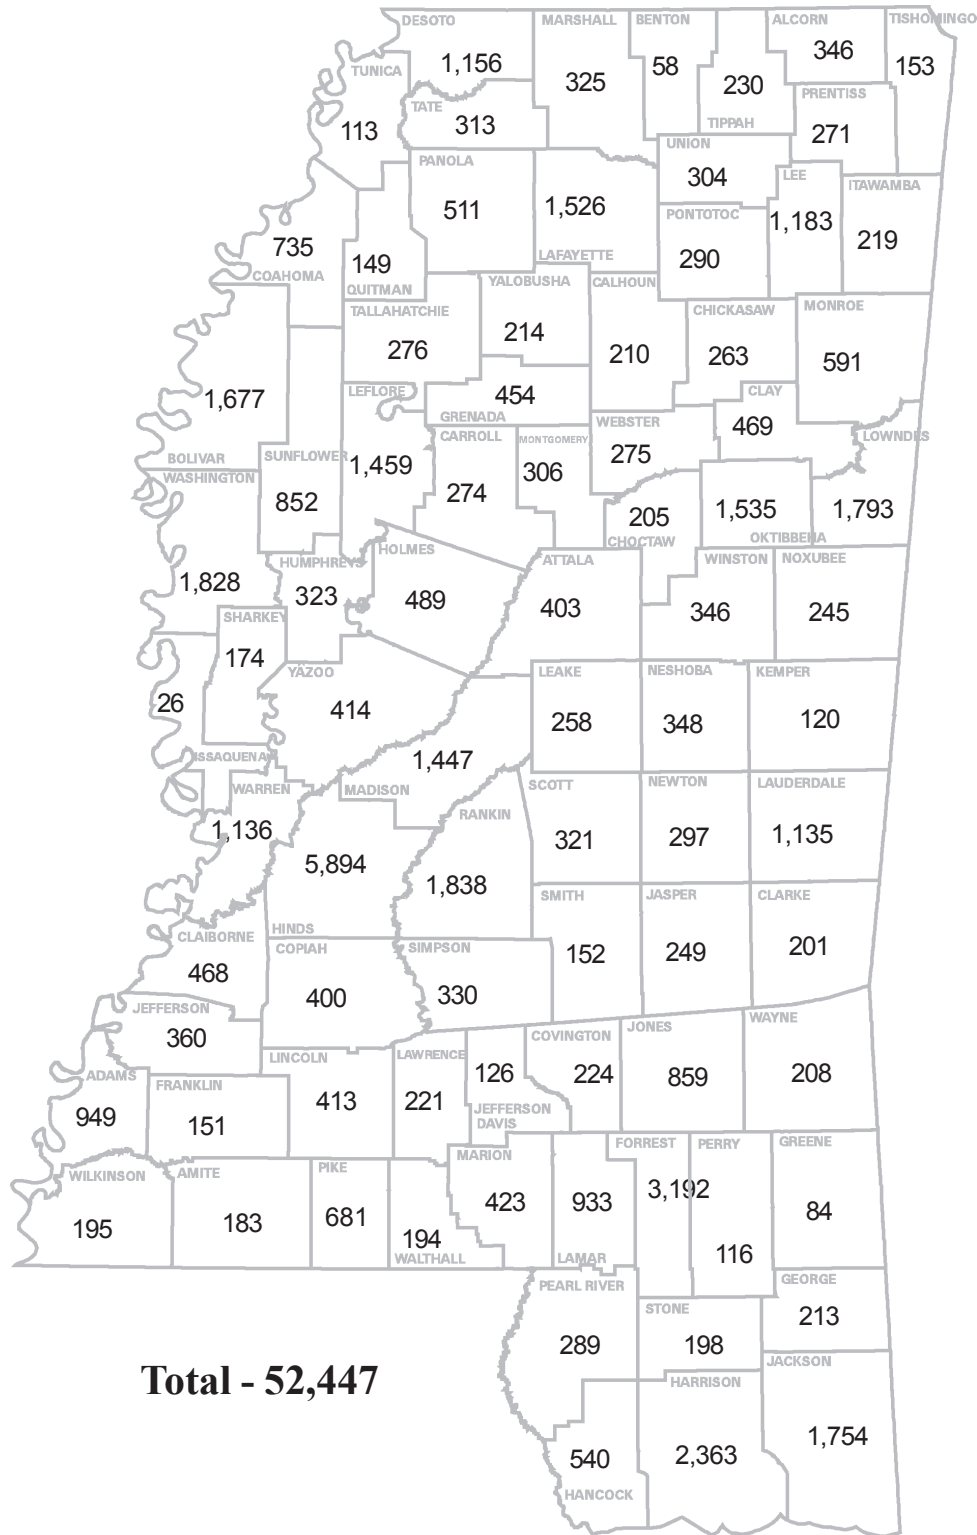 DESOTO
1,156
MARSHALL
325
BENTON
58
TIPPAH
230
ALCORN
346
TISHOMINGO
153
TUNICA
113
TATE
313
PRENTISS
271
PANOLA
511
LAFAYETTE
1,526
UNION
304
LEE
1,183
ITAWAMBA
219
PONTOTOC
290
COAHOMA
735
QUITMAN
149
TALLAHATCHIE
276
YALOBUSHA
214
CALHOUN
210
CHICKASAW
263
MONROE
591
BOLIVAR
1,677
SUNFLOWER
852
LEFLORE
1,459
GRENADA
454
CARROLL
274
MONTGOMERY
306
WEBSTER
275
CLAY
469
LOWNDES
1,793
CHOCTAW
205
OKTIBBEHA
1,535
WASHINGTON
1,828
HUMPHREYS
323
HOLMES
489
ATTALA
403
WINSTON
346
NOXUBEE
245
SHARKEY
174
ISSAQUENAH
26
YAZOO
414
LEAKE
258
NESHOBA
348
KEMPER
120
MADISON
1,447
WARREN
1,136
HINDS
5,894
RANKIN
1,838
SCOTT
321
NEWTON
297
LAUDERDALE
1,135
SMITH
152
JASPER
249
CLARKE
201
CLAIBORNE
468
COPIAH
400
SIMPSON
330
JEFFERSON
360
ADAMS
949
FRANKLIN
151
LINCOLN
413
LAWRENCE
221
JEFFERSON
DAVIS
126
COVINGTON
224
JONES
859
WAYNE
208
WILKINSON
195
AMITE
183
PIKE
681
WALTHALL
194
MARION
423
LAMAR
933
FORREST
3,192
PERRY
116
GREENE
84
PEARL RIVER
289
STONE
198
GEORGE
213
HANCOCK
540
HARRISON
2,363
JACKSON
1,754
Total - 52,447